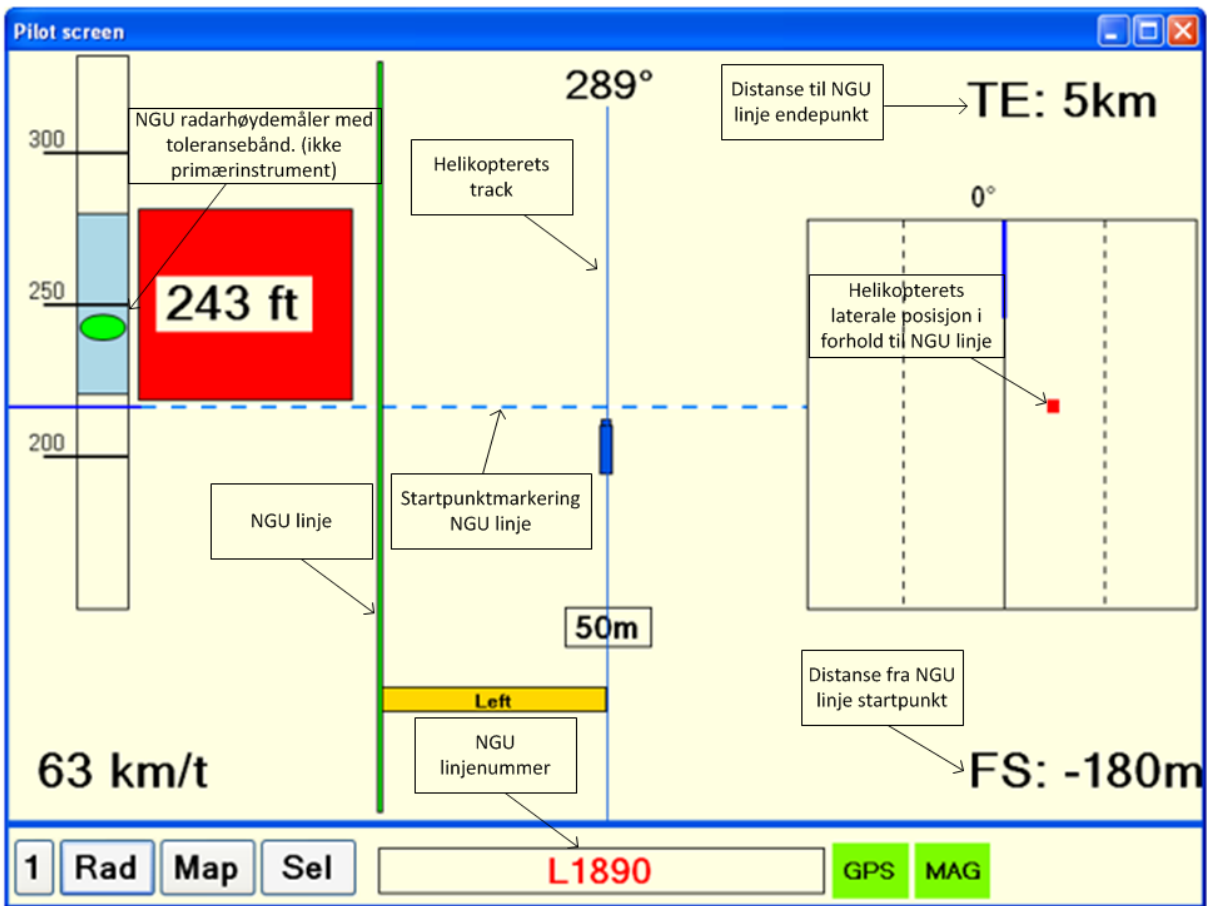 Pilot screen
300
250
200
NGU radarhøydemåler med
toleransebånd. (ikke
primærinstrument)
243 ft
289°
Helikopterets
track
Distanse til NGU
linje endepunkt
TE: 5km
0°
Helikopterets
laterale posisjon i
forhold til NGU linje
NGU linje
Startpunktmarkering
NGU linje
50m
Left
Distanse fra NGU
linje startpunkt
NGU
linjenummer
63 km/t
FS: -180m
1
Rad
Map
Sel
L1890
GPS
MAG